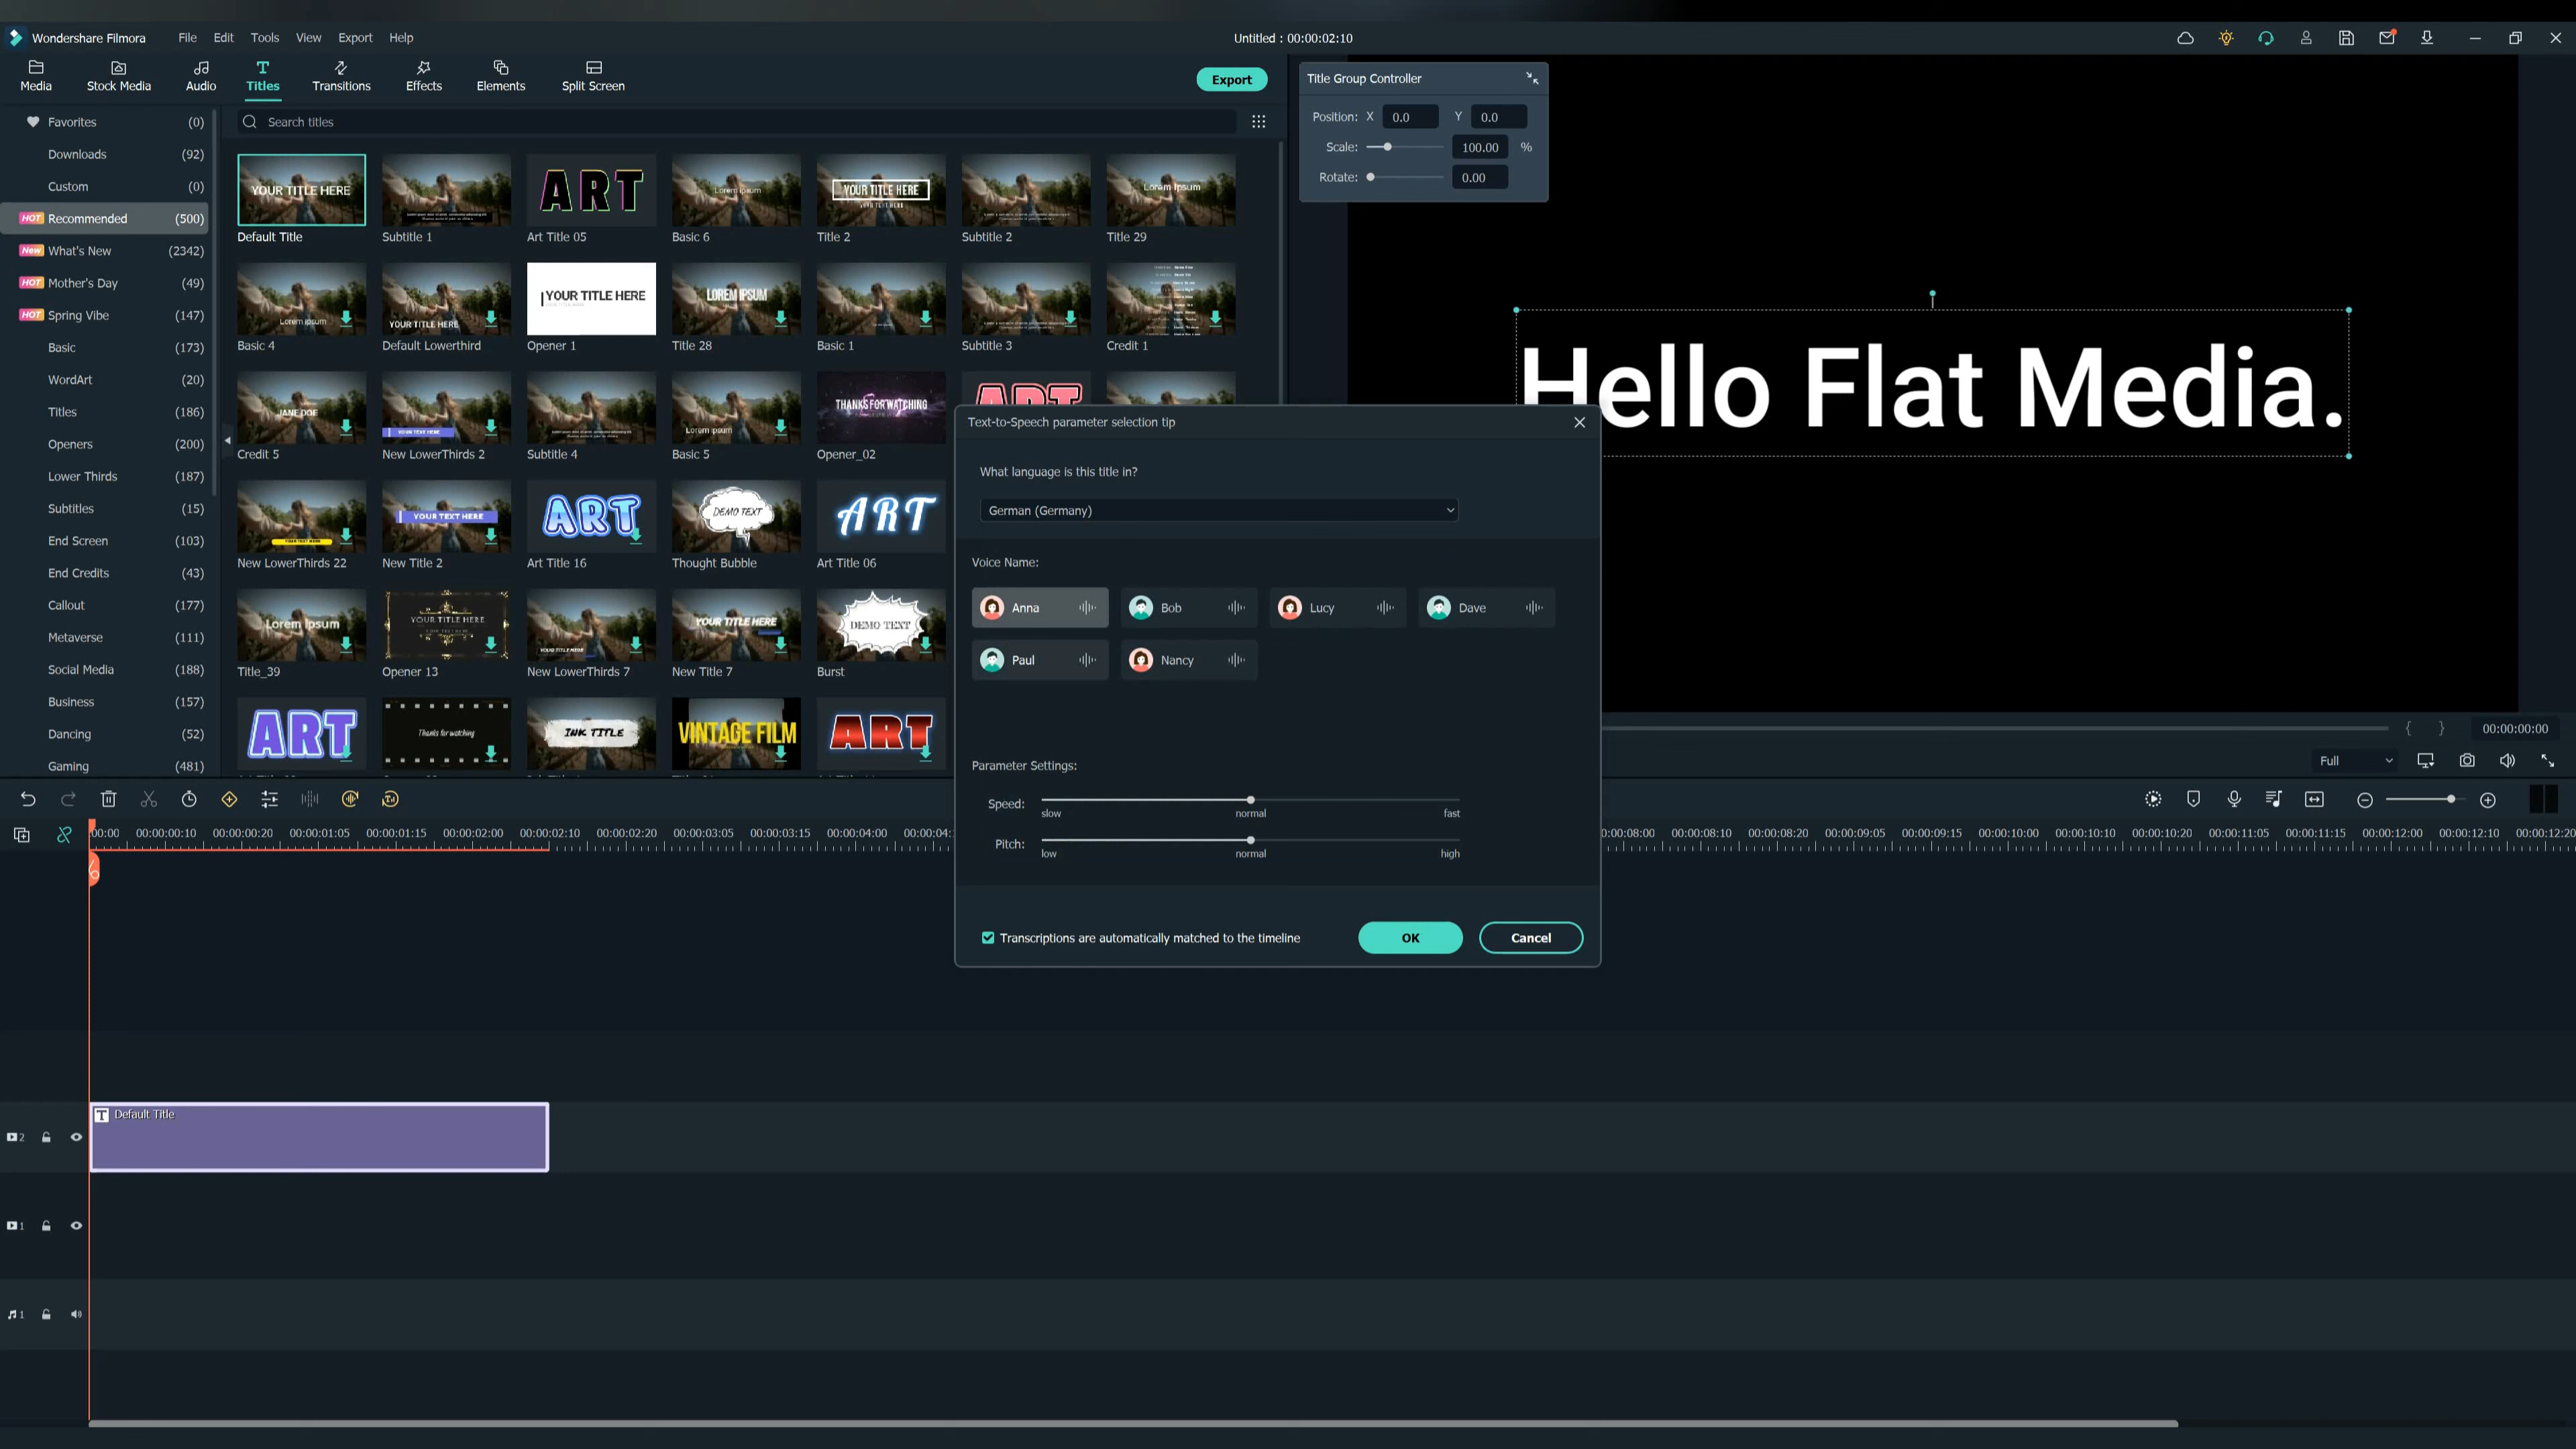 Wondershare Filmora File Edit Tools View Export Help
Untitled : 00:00:02:10
Media Stock Media Audio Titles Transitions Effects Elements Split Screen
Export
Favorites (0)
Downloads (92)
Custom (0)
HOT Recommended (500)
New What's New (2342)
HOT Mother's Day (49)
HOT Spring Vibe (147)
Basic (173)
WordArt (20)
Titles (186)
Openers (200)
Lower Thirds (187)
Subtitles (15)
End Screen (103)
End Credits (43)
Callout (177)
Metaverse (111)
Social Media (188)
Business (157)
Dancing (52)
Gaming (481)
Search titles
YOUR TITLE HERE
ART
Lorem ipsum
YOUR TITLE HERE
Lorem Ipsum
Default Title Subtitle 1 Art Title 05 Basic 6 Title 2 Subtitle 2 Title 29
Lorem ipsum
YOUR TITLE HERE
YOUR TITLE HERE
LOREM IPSUM
Basic 4 Default Lowerthird Opener 1 Title 28 Basic 1 Subtitle 3 Credit 1
JANE DOE
YOUR TEXT HERE
Lorem ipsum
THANKS FOR WATCHING
ART
Credit 5 New LowerThirds 2 Subtitle 4 Basic 5 Opener_02
YOUR TEXT HERE
YOUR TEXT HERE
ART
DEMO TEXT
ART
New LowerThirds 22 New Title 2 Art Title 16 Thought Bubble Art Title 06
Lorem Ipsum
YOUR TITLE HERE
YOUR TITLE HERE
YOUR TITLE HERE
DEMO TEXT
Title_39 Opener 13 New LowerThirds 7 New Title 7 Burst
ART
Thanks for watching
INK TITLE
VINTAGE FILM
ART
Title Group Controller
Position: X 0.0 Y 0.0
Scale: 100.00 %
Rotate: 0.00
Hello Flat Media.
00:00:00:00
Full
Text-to-Speech parameter selection tip
What language is this title in?
German (Germany)
Voice Name:
Anna Bob Lucy Dave
Paul Nancy
Parameter Settings:
Speed:
slow normal fast
Pitch:
low normal high
Transcriptions are automatically matched to the timeline
OK Cancel
00:00 00:00:00:10 00:00:00:20 00:00:01:05 00:00:01:15 00:00:02:00 00:00:02:10 00:00:02:20 00:00:03:05 00:00:03:15 00:00:04:00 00:00:04: 0:00:08:00 00:00:08:10 00:00:08:20 00:00:09:05 00:00:09:15 00:00:10:00 00:00:10:10 00:00:10:20 00:00:11:05 00:00:11:15 00:00:12:00 00:00:12:10 00:00:12:20
T Default Title
2
1
1